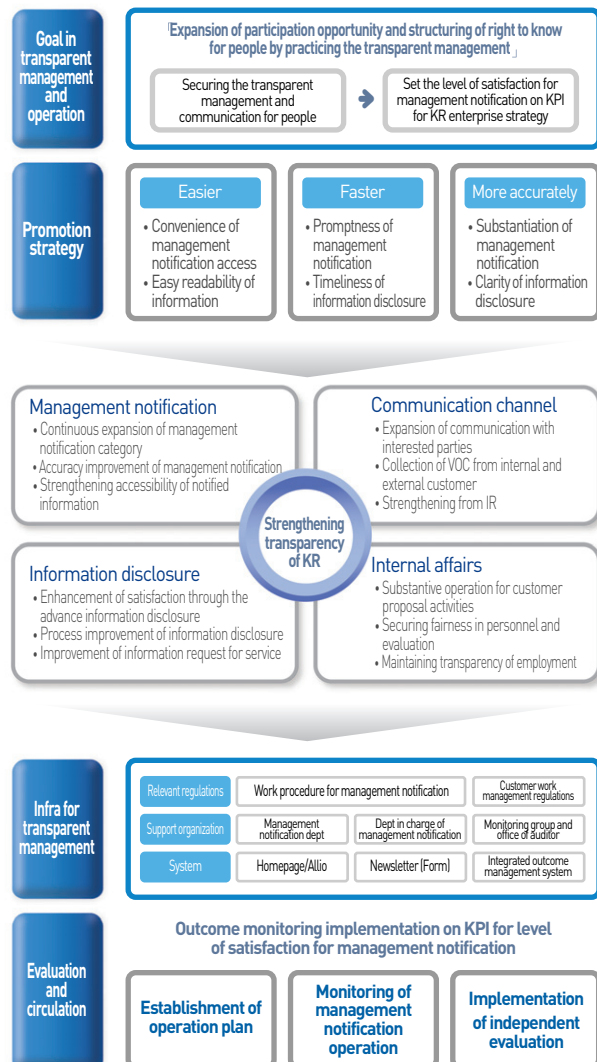 Goal in
transparent
management
and
operation
「Expansion of participation opportunity and structuring of right to know
for people by practicing the transparent management」
Securing the transparent
management and
communication for people
Set the level of satisfaction for
management notification on KPI
for KR enterprise strategy
Promotion
strategy
Easier
• Convenience of
management
notification access
• Easy readability of
information
Faster
• Promptness of
management
notification
• Timeliness of
information disclosure
More accurately
• Substantiation of
management
notification
• Clarity of information
disclosure
Management notification
• Continuous expansion of management
notification category
• Accuracy improvement of management notification
• Strengthening accessibility of notified
information
Communication channel
• Expansion of communication with
interested parties
• Collection of VOC from internal and
external customer
• Strengthening from IR
Strengthening
transparency
of KR
Information disclosure
• Enhancement of satisfaction through the
advance information disclosure
• Process improvement of information disclosure
• Improvement of information request for service
Internal affairs
• Substantive operation for customer
proposal activities
• Securing fairness in personnel and
evaluation
• Maintaining transparency of employment
Infra for
transparent
management
Relevant regulations
Work procedure for management notification
Customer work
management regulations
Support organization
Management
notification dept
Dept in charge of
management notification
Monitoring group and
office of auditor
System
Homepage/Allio
Newsletter (Form)
Integrated outcome
management system
Evaluation
and
circulation
Outcome monitoring implementation on KPI for level
of satisfaction for management notification
Establishment of
operation plan
Monitoring of
management
notification
operation
Implementation
of independent
evaluation